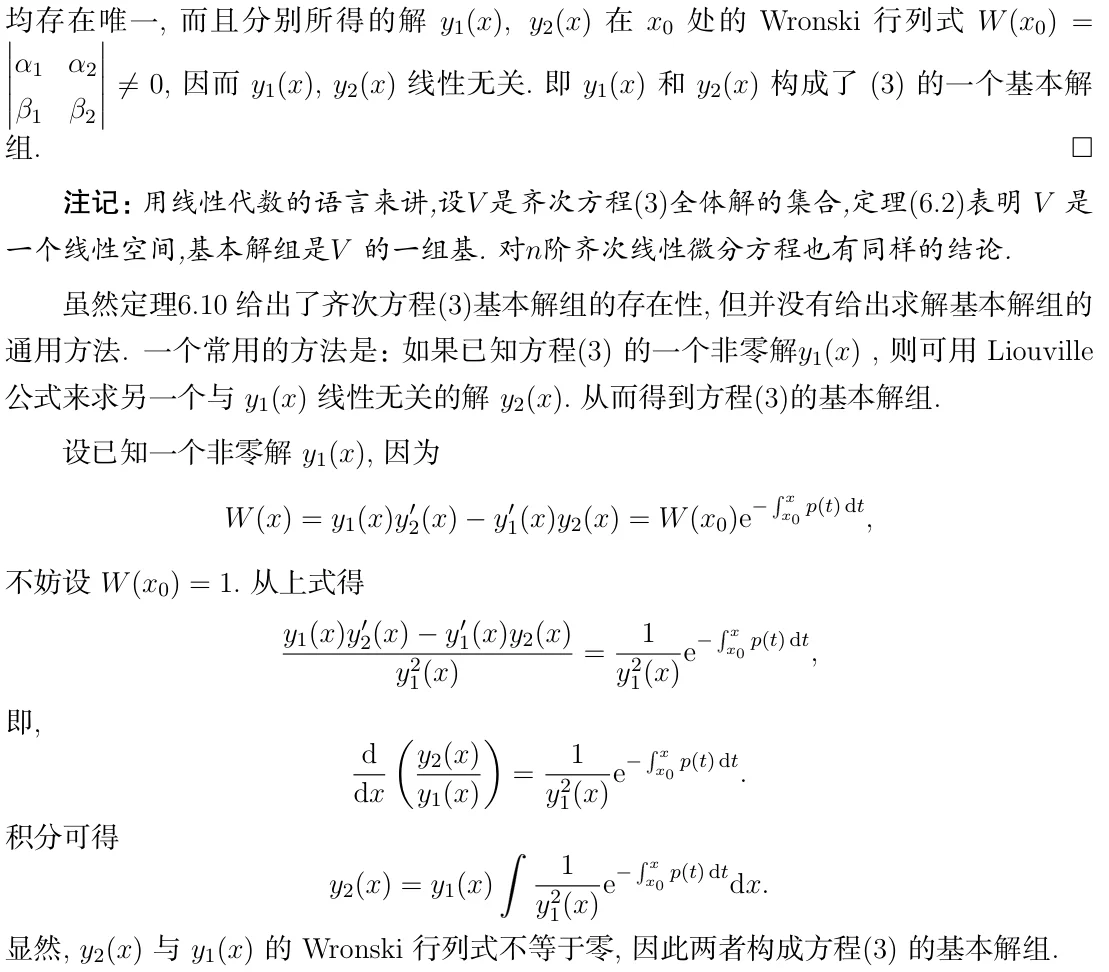 均存在唯一, 而且分别所得的解 $y_1(x)$, $y_2(x)$ 在 $x_0$ 处的 Wronski 行列式 $W(x_0) =$
$\begin{vmatrix} \alpha_1 & \alpha_2 \\ \beta_1 & \beta_2 \end{vmatrix} \neq 0$, 因而 $y_1(x)$, $y_2(x)$ 线性无关. 即 $y_1(x)$ 和 $y_2(x)$ 构成了 (3) 的一个基本解
组. □
注记: 用线性代数的语言来讲,设$V$是齐次方程(3)全体解的集合,定理(6.2)表明 $V$ 是
一个线性空间,基本解组是$V$ 的一组基. 对$n$阶齐次线性微分方程也有同样的结论.
虽然定理6.10 给出了齐次方程(3)基本解组的存在性, 但并没有给出求解基本解组的
通用方法. 一个常用的方法是: 如果已知方程(3) 的一个非零解$y_1(x)$ , 则可用 Liouville
公式来求另一个与 $y_1(x)$ 线性无关的解 $y_2(x)$. 从而得到方程(3)的基本解组.
设已知一个非零解 $y_1(x)$, 因为
$W(x) = y_1(x)y_2'(x) - y_1'(x)y_2(x) = W(x_0)\mathrm{e}^{-\int_{x_0}^{x} p(t)\,\mathrm{d}t},$
不妨设 $W(x_0) = 1$. 从上式得
$\frac{y_1(x)y_2'(x) - y_1'(x)y_2(x)}{y_1^2(x)} = \frac{1}{y_1^2(x)}\mathrm{e}^{-\int_{x_0}^{x} p(t)\,\mathrm{d}t},$
即,
$\frac{\mathrm{d}}{\mathrm{d}x}\left(\frac{y_2(x)}{y_1(x)}\right) = \frac{1}{y_1^2(x)}\mathrm{e}^{-\int_{x_0}^{x} p(t)\,\mathrm{d}t}.$
积分可得
$y_2(x) = y_1(x)\int \frac{1}{y_1^2(x)}\mathrm{e}^{-\int_{x_0}^{x} p(t)\,\mathrm{d}t}\mathrm{d}x.$
显然, $y_2(x)$ 与 $y_1(x)$ 的 Wronski 行列式不等于零, 因此两者构成方程(3) 的基本解组.